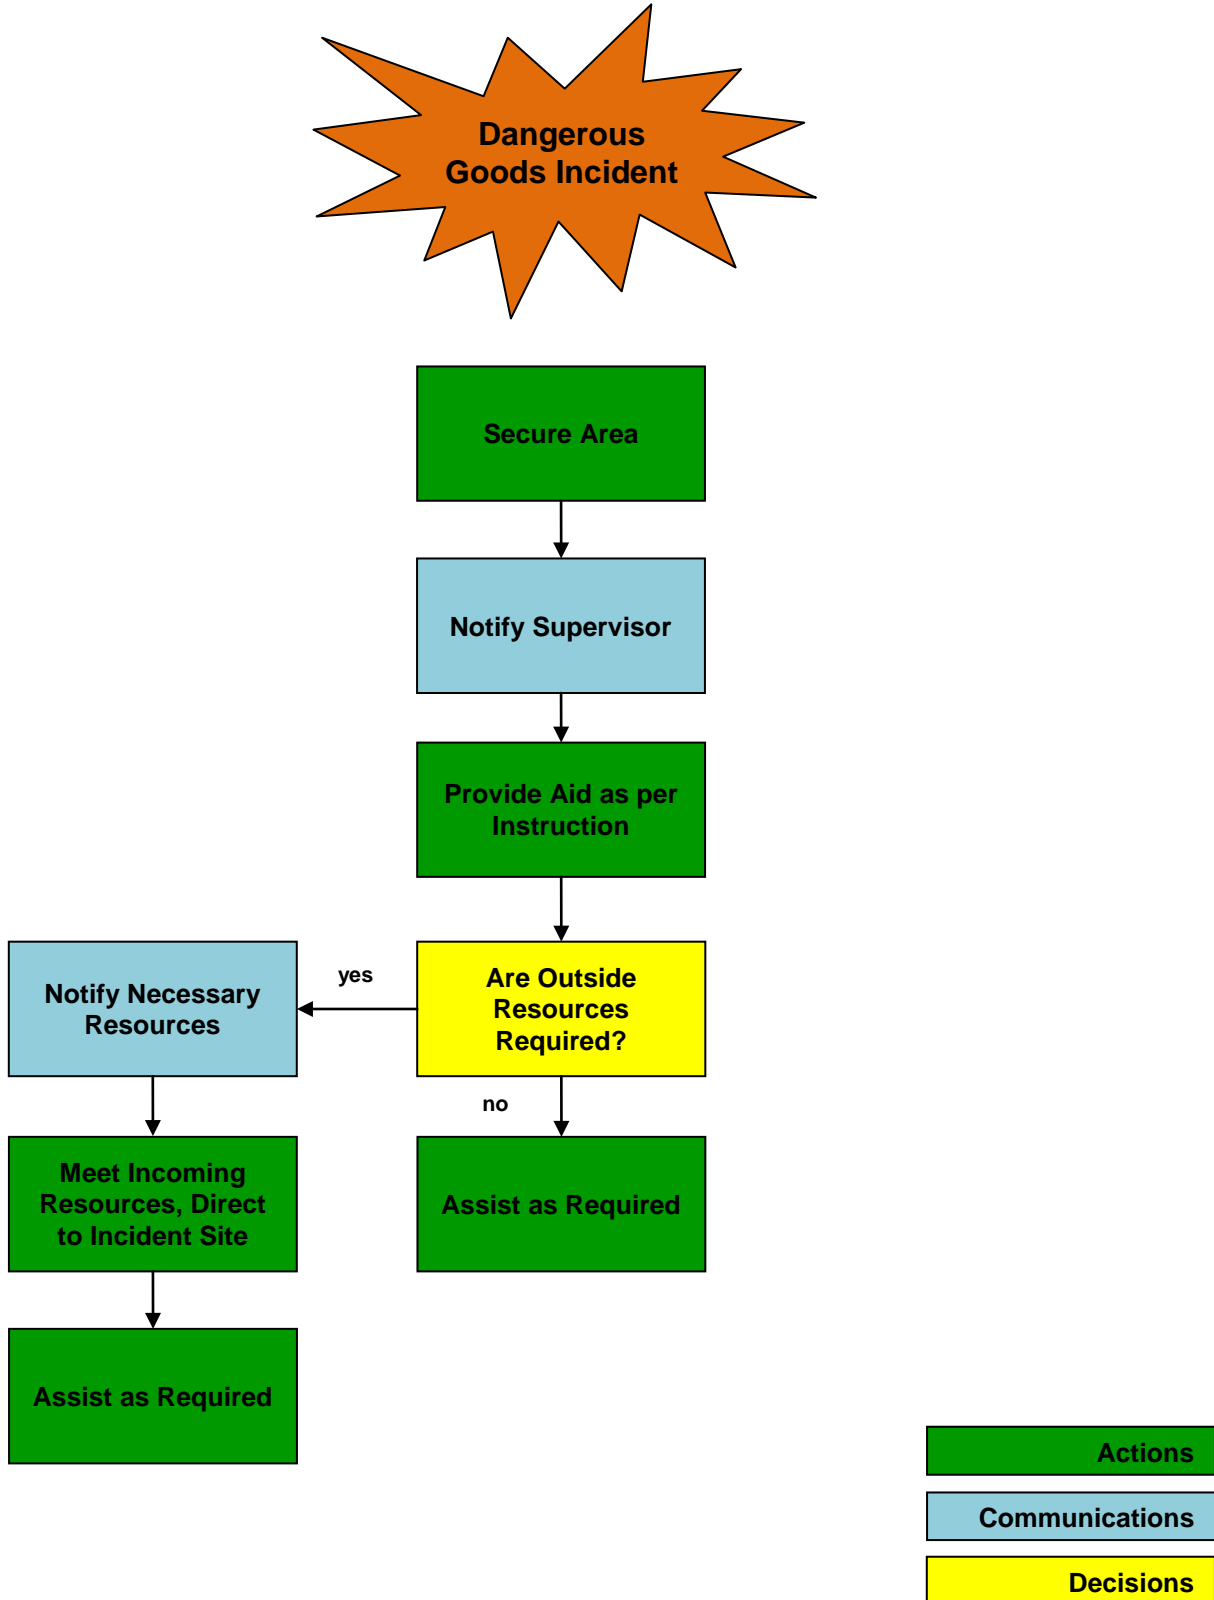 Dangerous
Goods Incident
Secure Area
Notify Supervisor
Provide Aid as per
Instruction
Notify Necessary
Resources
yes
Are Outside
Resources
Required?
no
Meet Incoming
Resources, Direct
to Incident Site
Assist as Required
Assist as Required
Actions
Communications
Decisions